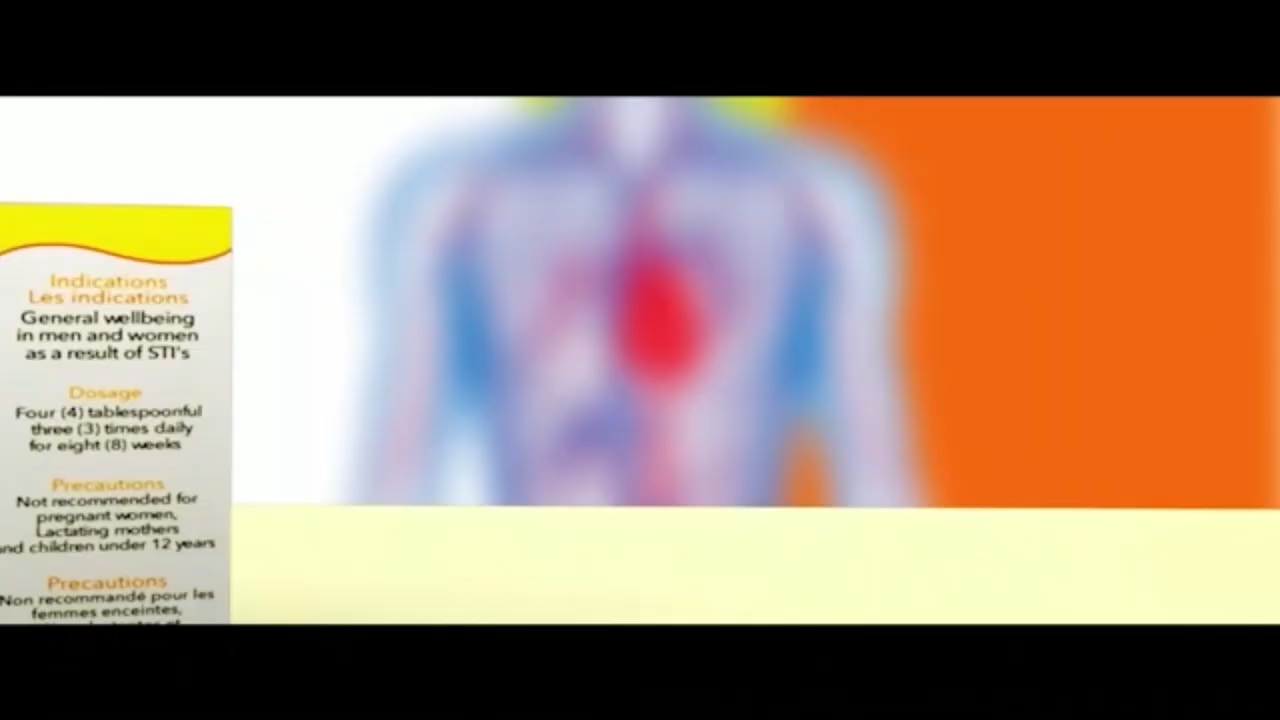 Indications
Les indications
General wellbeing
in men and women
as a result of STI's
Dosage
Four (4) tablespoonful
three (3) times daily
for eight (8) weeks
Precautions
Not recommended for
pregnant women,
Lactating mothers
and children under 12 years
Precautions
Non recommandé pour les
femmes enceintes,